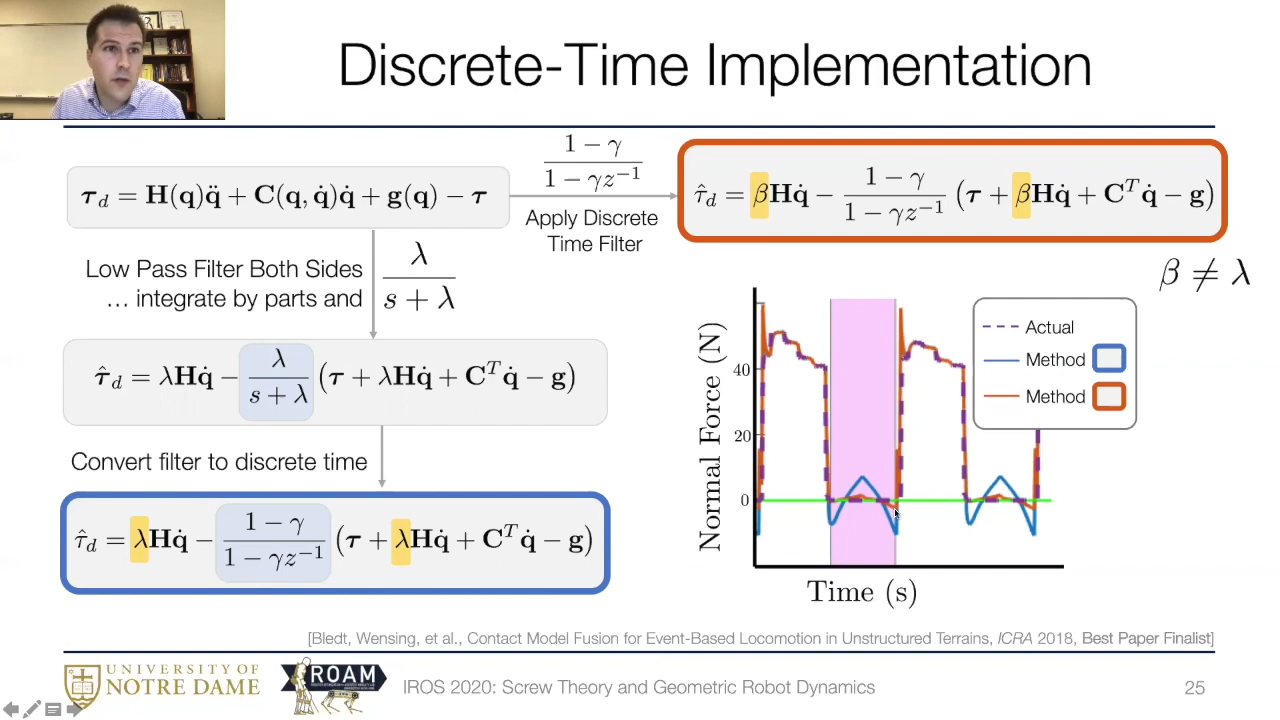 Discrete-Time Implementation
τ_d = H(q)q̈ + C(q, q̇)q̇ + g(q) − τ
1 − γ
1 − γz⁻¹
Apply Discrete
Time Filter
τ̂_d = βHq̇ − (1 − γ)/(1 − γz⁻¹) (τ + βHq̇ + Cᵀq̇ − g)
Low Pass Filter Both Sides
… integrate by parts and
λ
s + λ
β ≠ λ
τ̂_d = λHq̇ − λ/(s + λ) (τ + λHq̇ + Cᵀq̇ − g)
Convert filter to discrete time
τ̂_d = λHq̇ − (1 − γ)/(1 − γz⁻¹) (τ + λHq̇ + Cᵀq̇ − g)
Normal Force (N)
40
20
0
Time (s)
Actual
Method
Method
[Bledt, Wensing, et al., Contact Model Fusion for Event-Based Locomotion in Unstructured Terrains, ICRA 2018, Best Paper Finalist]
UNIVERSITY OF
NOTRE DAME
ROAM
IROS 2020: Screw Theory and Geometric Robot Dynamics
25